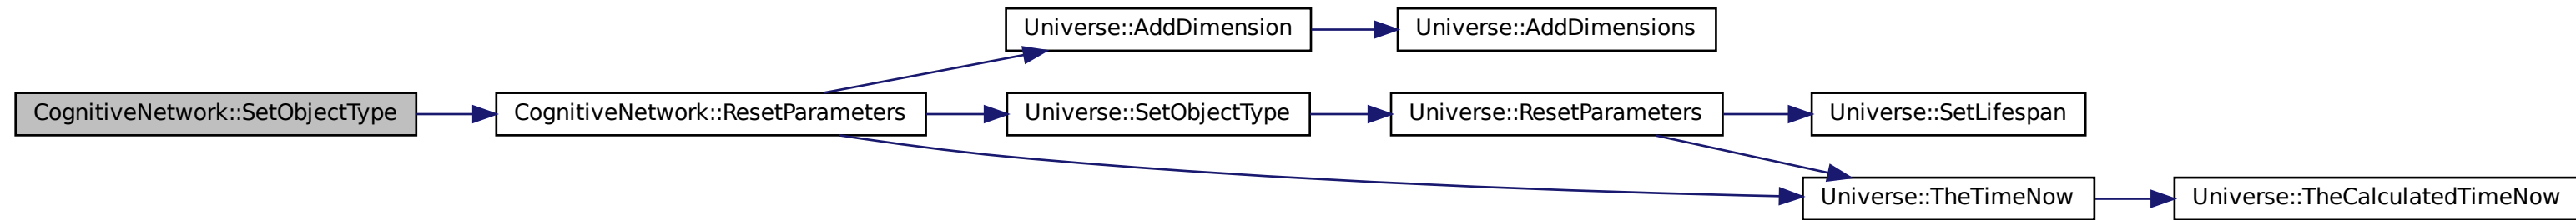 Universe::AddDimension
Universe::AddDimensions
CognitiveNetwork::SetObjectType
CognitiveNetwork::ResetParameters
Universe::SetObjectType
Universe::ResetParameters
Universe::SetLifespan
Universe::TheTimeNow
Universe::TheCalculatedTimeNow